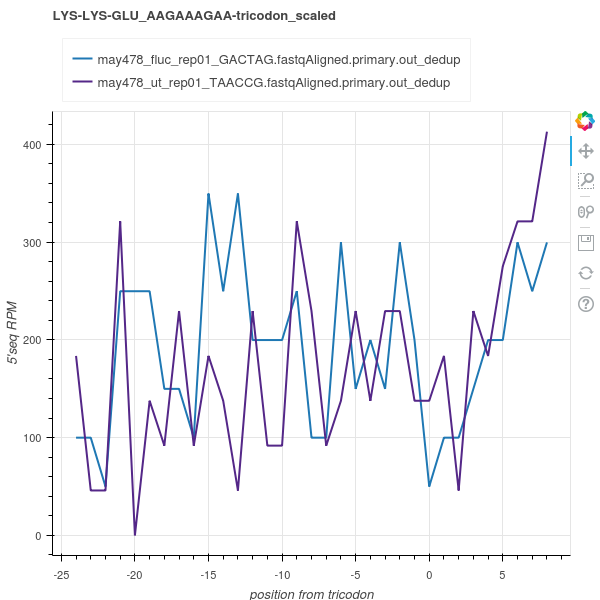 LYS-LYS-GLU_AAGAAAGAA-tricodon_scaled
may478_fluc_rep01_GACTAG.fastqAligned.primary.out_dedup
may478_ut_rep01_TAACCG.fastqAligned.primary.out_dedup
400
300
200
100
0
5'seq RPM
-25 -20 -15 -10 -5 0 5
position from tricodon